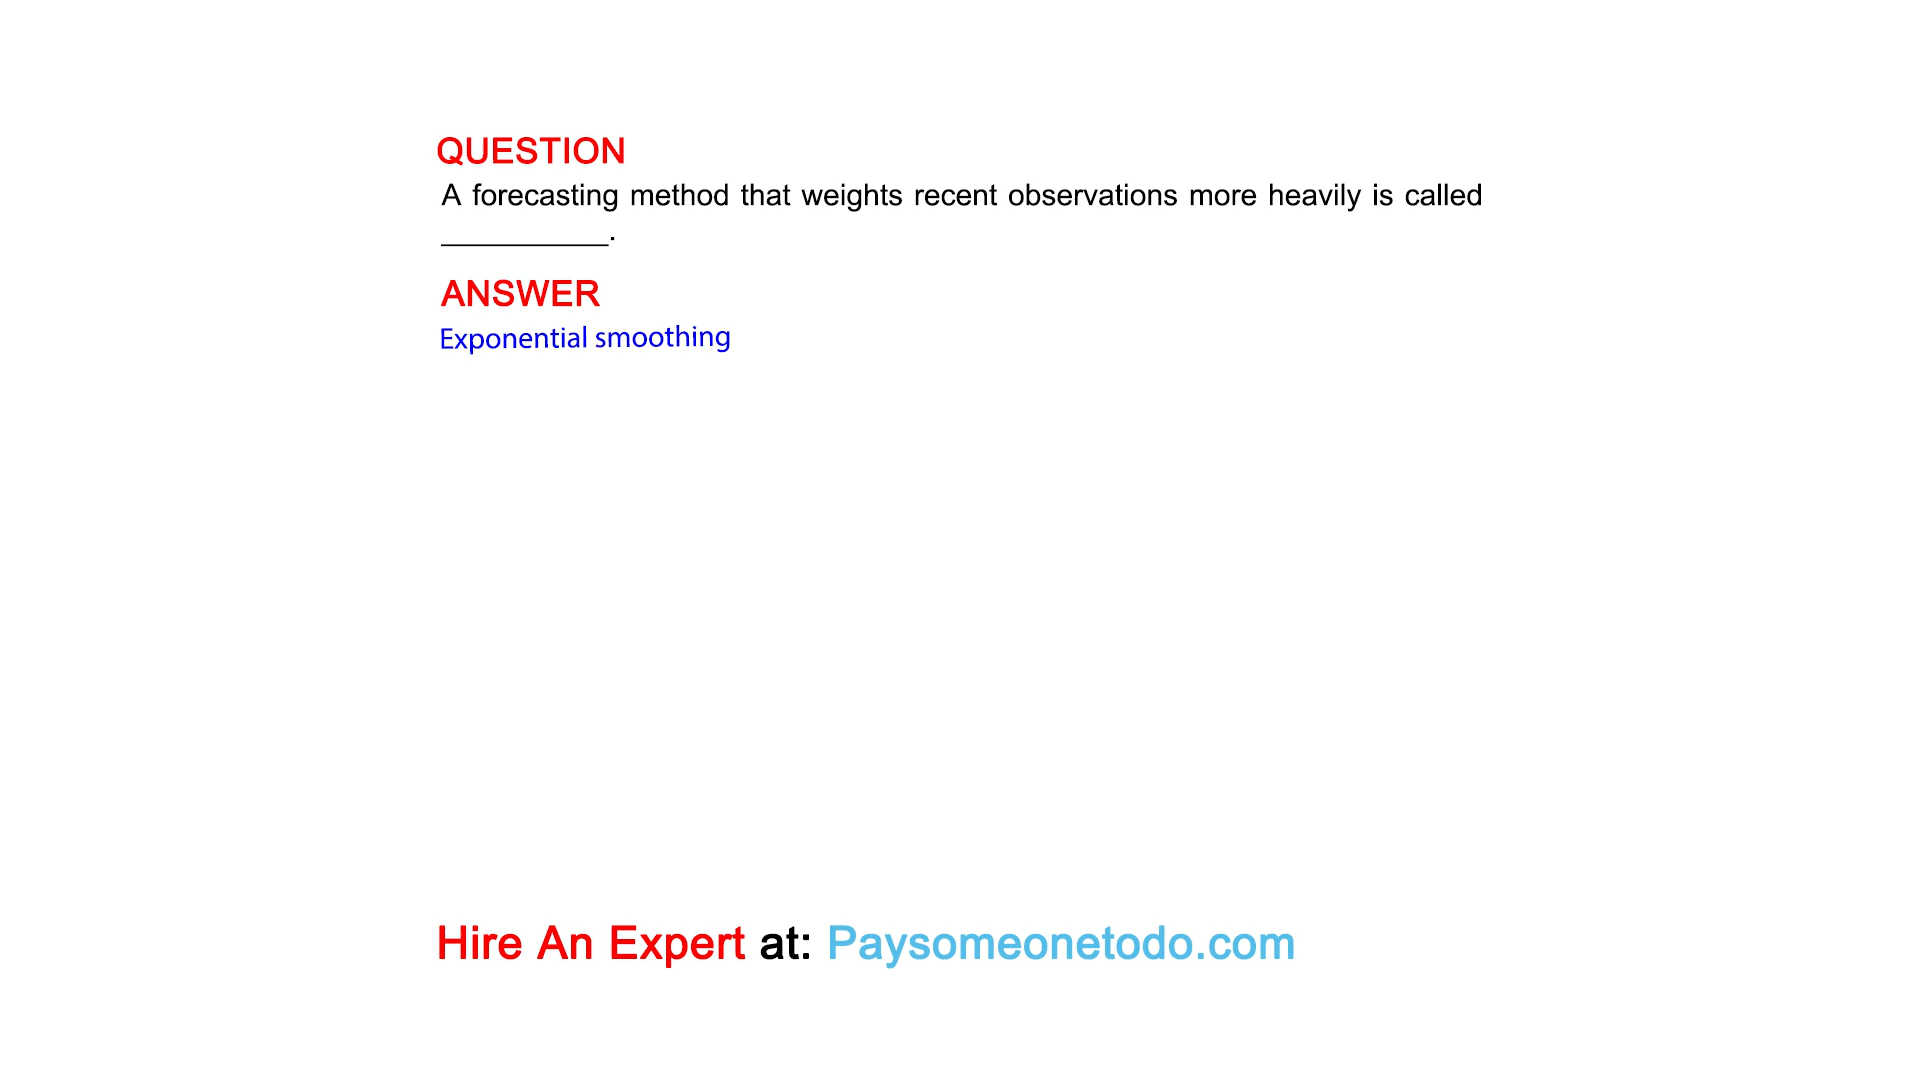 QUESTION
A forecasting method that weights recent observations more heavily is called
__________.
ANSWER
Exponential smoothing
Hire An Expert at: Paysomeonetodo.com